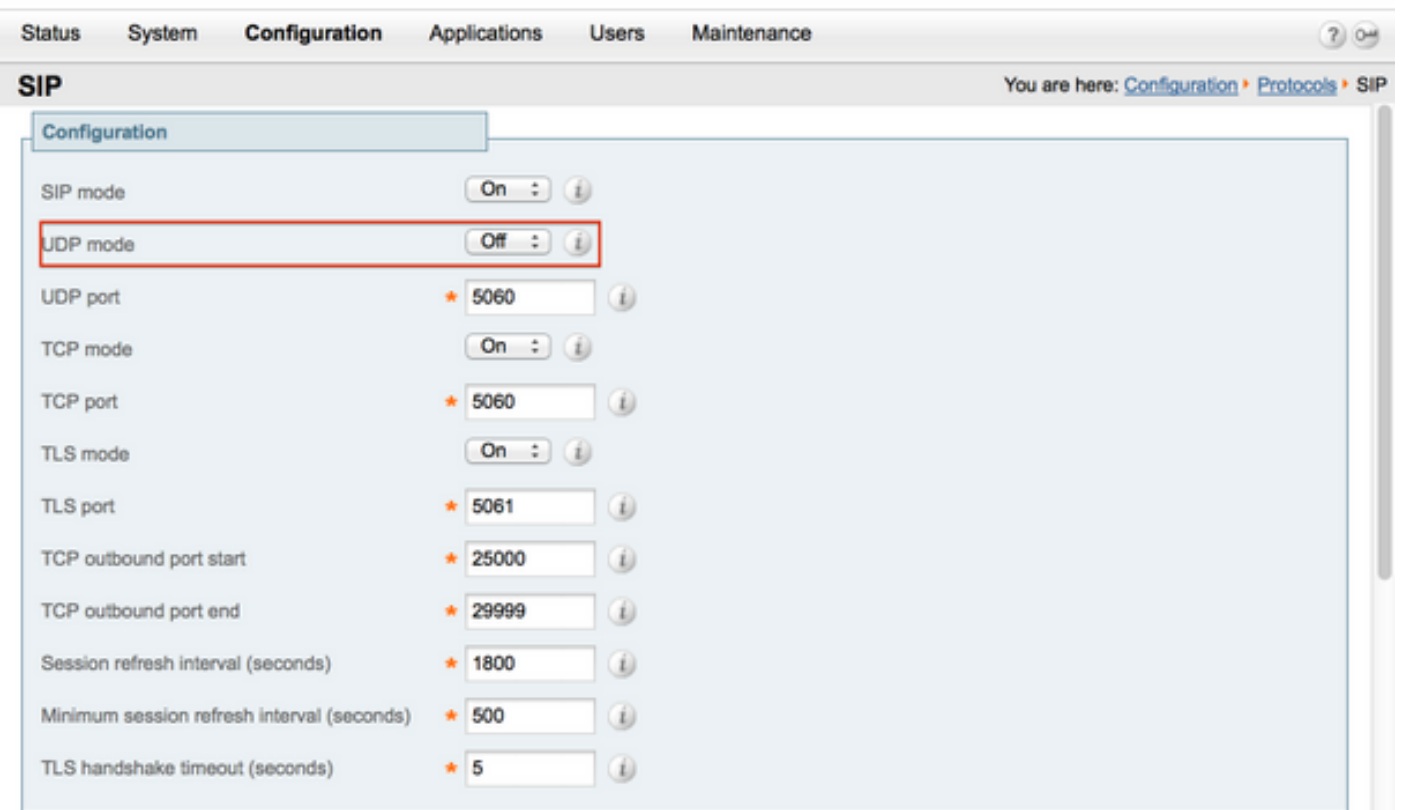 Status System Configuration Applications Users Maintenance ?
SIP You are here: Configuration Protocols SIP
Configuration
SIP mode On i
UDP mode Off i
UDP port * 5060 i
TCP mode On i
TCP port * 5060 i
TLS mode On i
TLS port * 5061 i
TCP outbound port start * 25000 i
TCP outbound port end * 29999 i
Session refresh interval (seconds) * 1800 i
Minimum session refresh interval (seconds) * 500 i
TLS handshake timeout (seconds) * 5 i